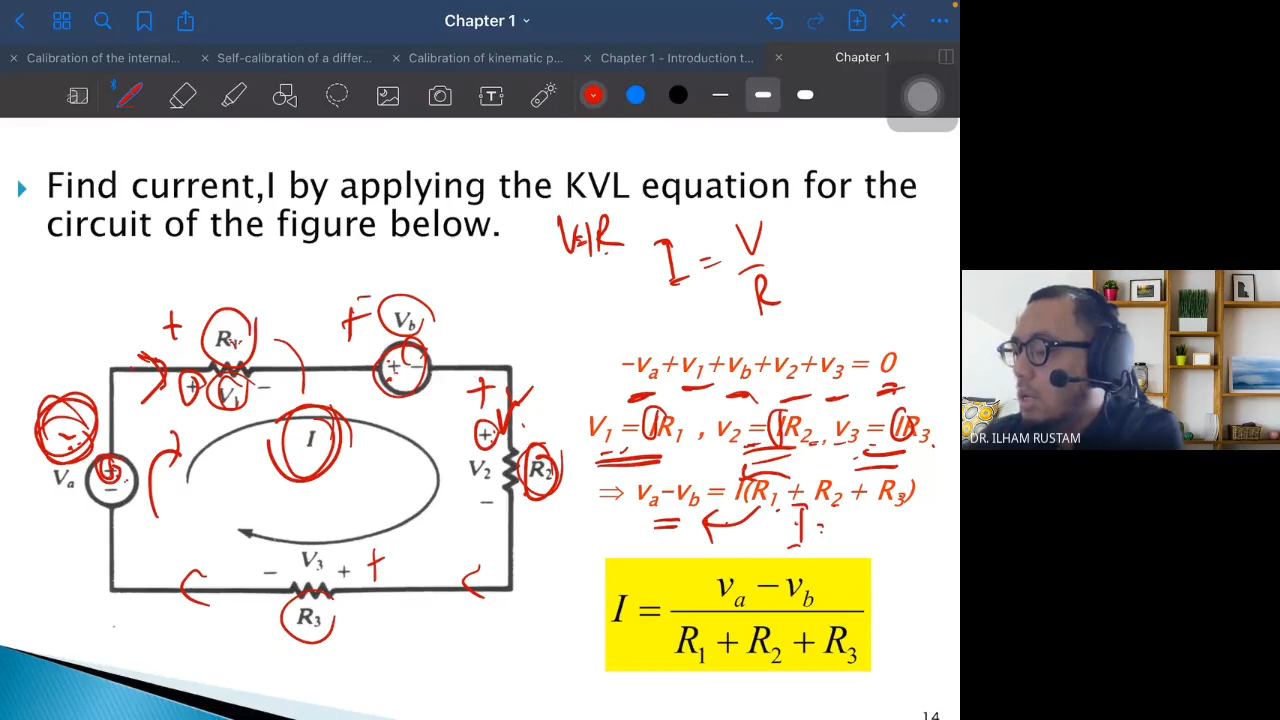 Chapter 1
Calibration of the internal...
Self-calibration of a differ...
Calibration of kinematic p...
Chapter 1 - Introduction t...
Chapter 1
Find current,I by applying the KVL equation for the
circuit of the figure below.
V=IR
I = V/R
R₁
Vb
+ −
+ V₁ −
+ −
−va+v₁+vb+v₂+v₃ = 0
V₁ = IR₁ , v₂ = IR₂ , v₃ = IR₃
⇒ va−vb = I(R₁ + R₂ + R₃)
I =
I
Va
+
−
+
V₂
−
R₂
− V₃ +
R₃
I = (va − vb)/(R₁ + R₂ + R₃)
DR. ILHAM RUSTAM
14